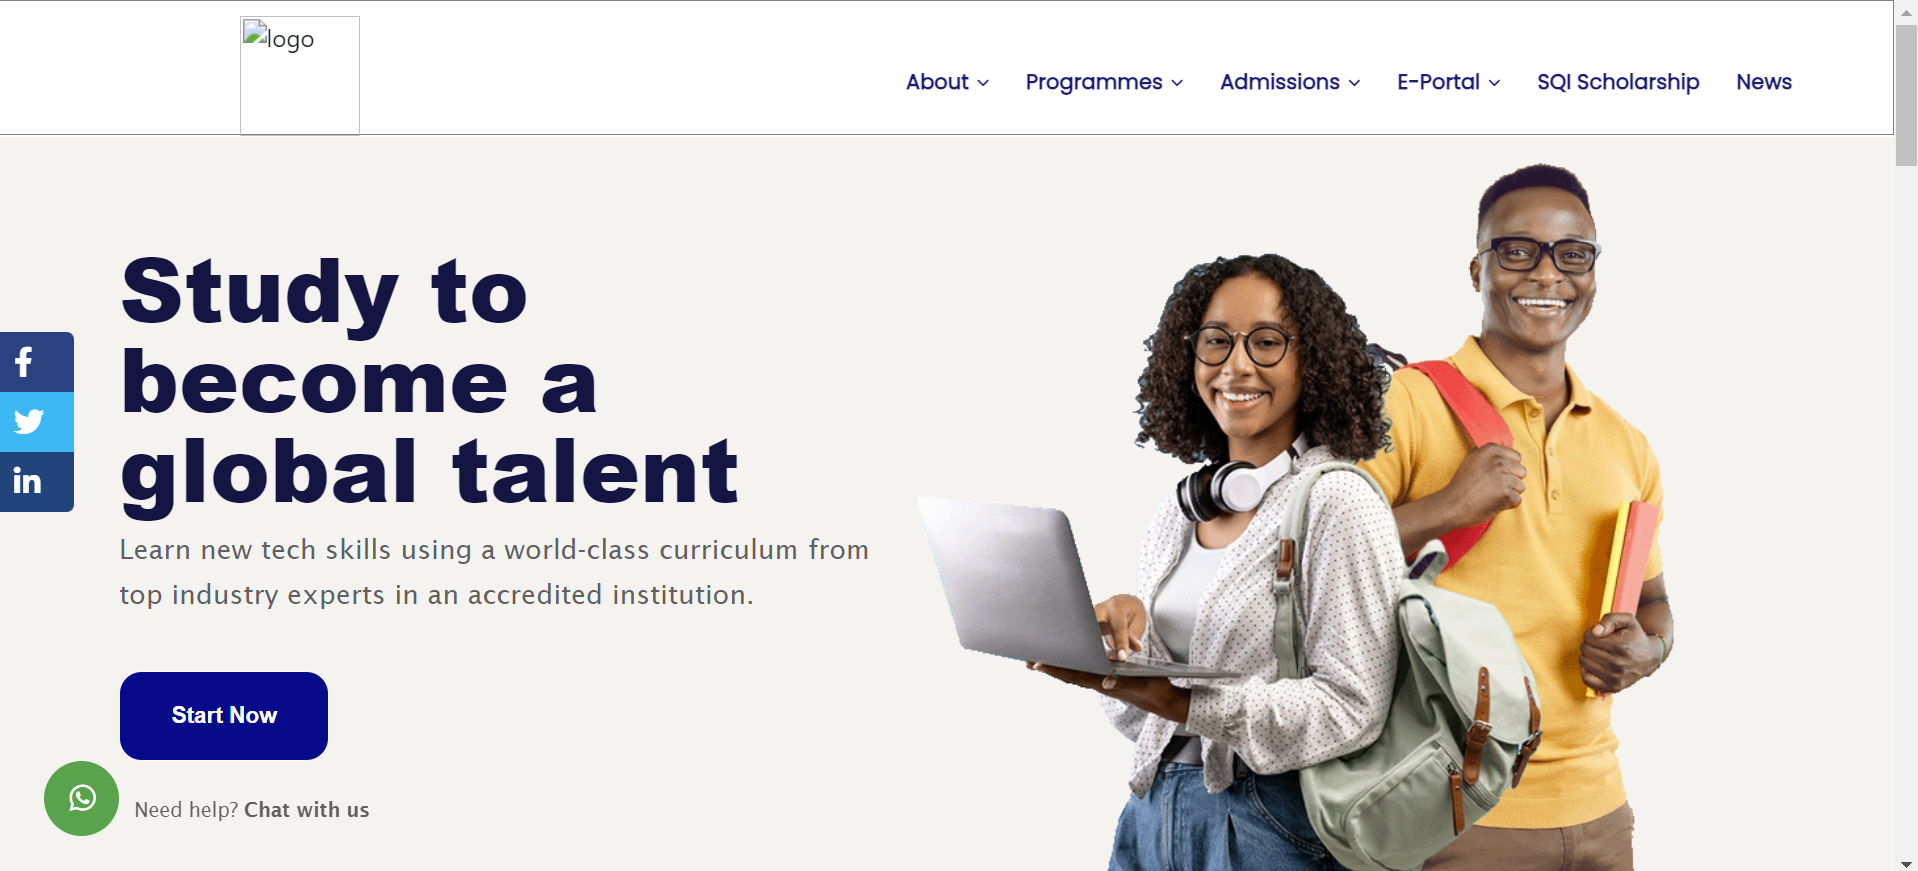 logo
About
Programmes
Admissions
E-Portal
SQI Scholarship
News
Study to
become a
global talent
Learn new tech skills using a world-class curriculum from
top industry experts in an accredited institution.
Start Now
Need help? Chat with us